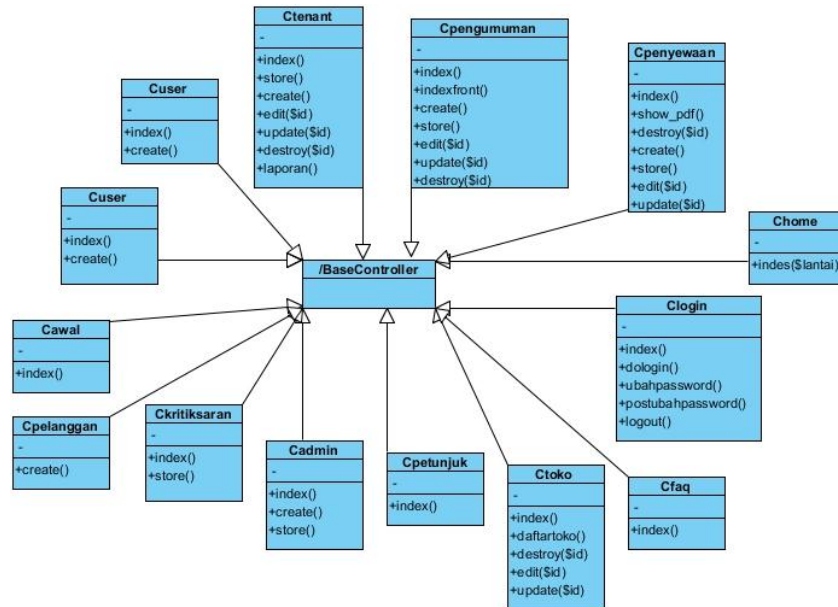 Ctenant
-
+index()
+store()
+create()
+edit($id)
+update($id)
+destroy($id)
+laporan()
Cpengumuman
-
+index()
+indexfront()
+create()
+store()
+edit($id)
+update($id)
+destroy($id)
Cpenyewaan
-
+index()
+show_pdf()
+destroy($id)
+create()
+store()
+edit($id)
+update($id)
Cuser
-
+index()
+create()
Cuser
-
+index()
+create()
Chome
-
+indes($lantai)
/BaseController
Clogin
-
+index()
+dologin()
+ubahpassword()
+postubahpassword()
+logout()
Cawal
-
+index()
Cpelanggan
-
+create()
Ckritiksaran
-
+index()
+store()
Cadmin
-
+index()
+create()
+store()
Cpetunjuk
-
+index()
Ctoko
-
+index()
+daftartoko()
+destroy($id)
+edit($id)
+update($id)
Cfaq
-
+index()